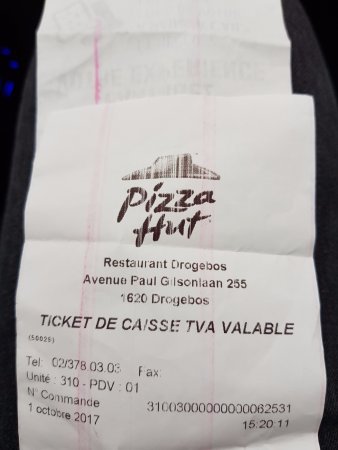 Pizza
Hut
Restaurant Drogebos
Avenue Paul Gilsonlaan 255
1620 Drogebos
TICKET DE CAISSE TVA VALABLE
(50025)
Tel: 02/378.03.03 Fax:
Unité : 310 - PDV : 01
N° Commande 31003000000000062531
1 octobre 2017 15:20:11